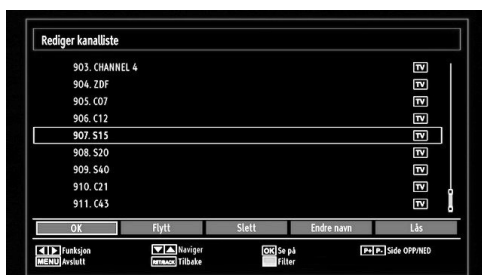 Rediger kanalliste
903. CHANNEL 4 TV
904. ZDF TV
905. C07 TV
906. C12 TV
907. S15 TV
908. S20 TV
909. S40 TV
910. C21 TV
911. C43 TV
OK Flytt Slett Endre navn Lås
Funksjon Naviger OK Se på P+ P- Side OPP/NED
MENU Avslutt RET/BACK Tilbake Filter